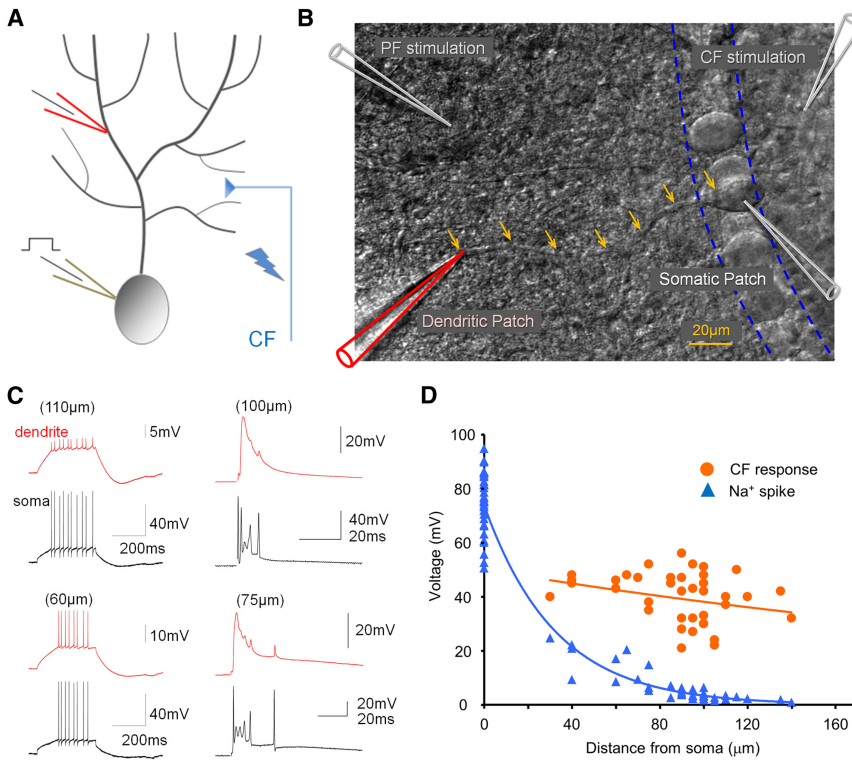 A
CF
B
PF stimulation
CF stimulation
Somatic Patch
Dendritic Patch
20µm
C
(110µm)
dendrite
5mV
soma
40mV
200ms
(100µm)
20mV
40mV
20ms
(60µm)
10mV
40mV
200ms
(75µm)
20mV
20mV
20ms
D
CF response
Na⁺ spike
Voltage (mV)
100
80
60
40
20
0
0
40
80
120
160
Distance from soma (µm)